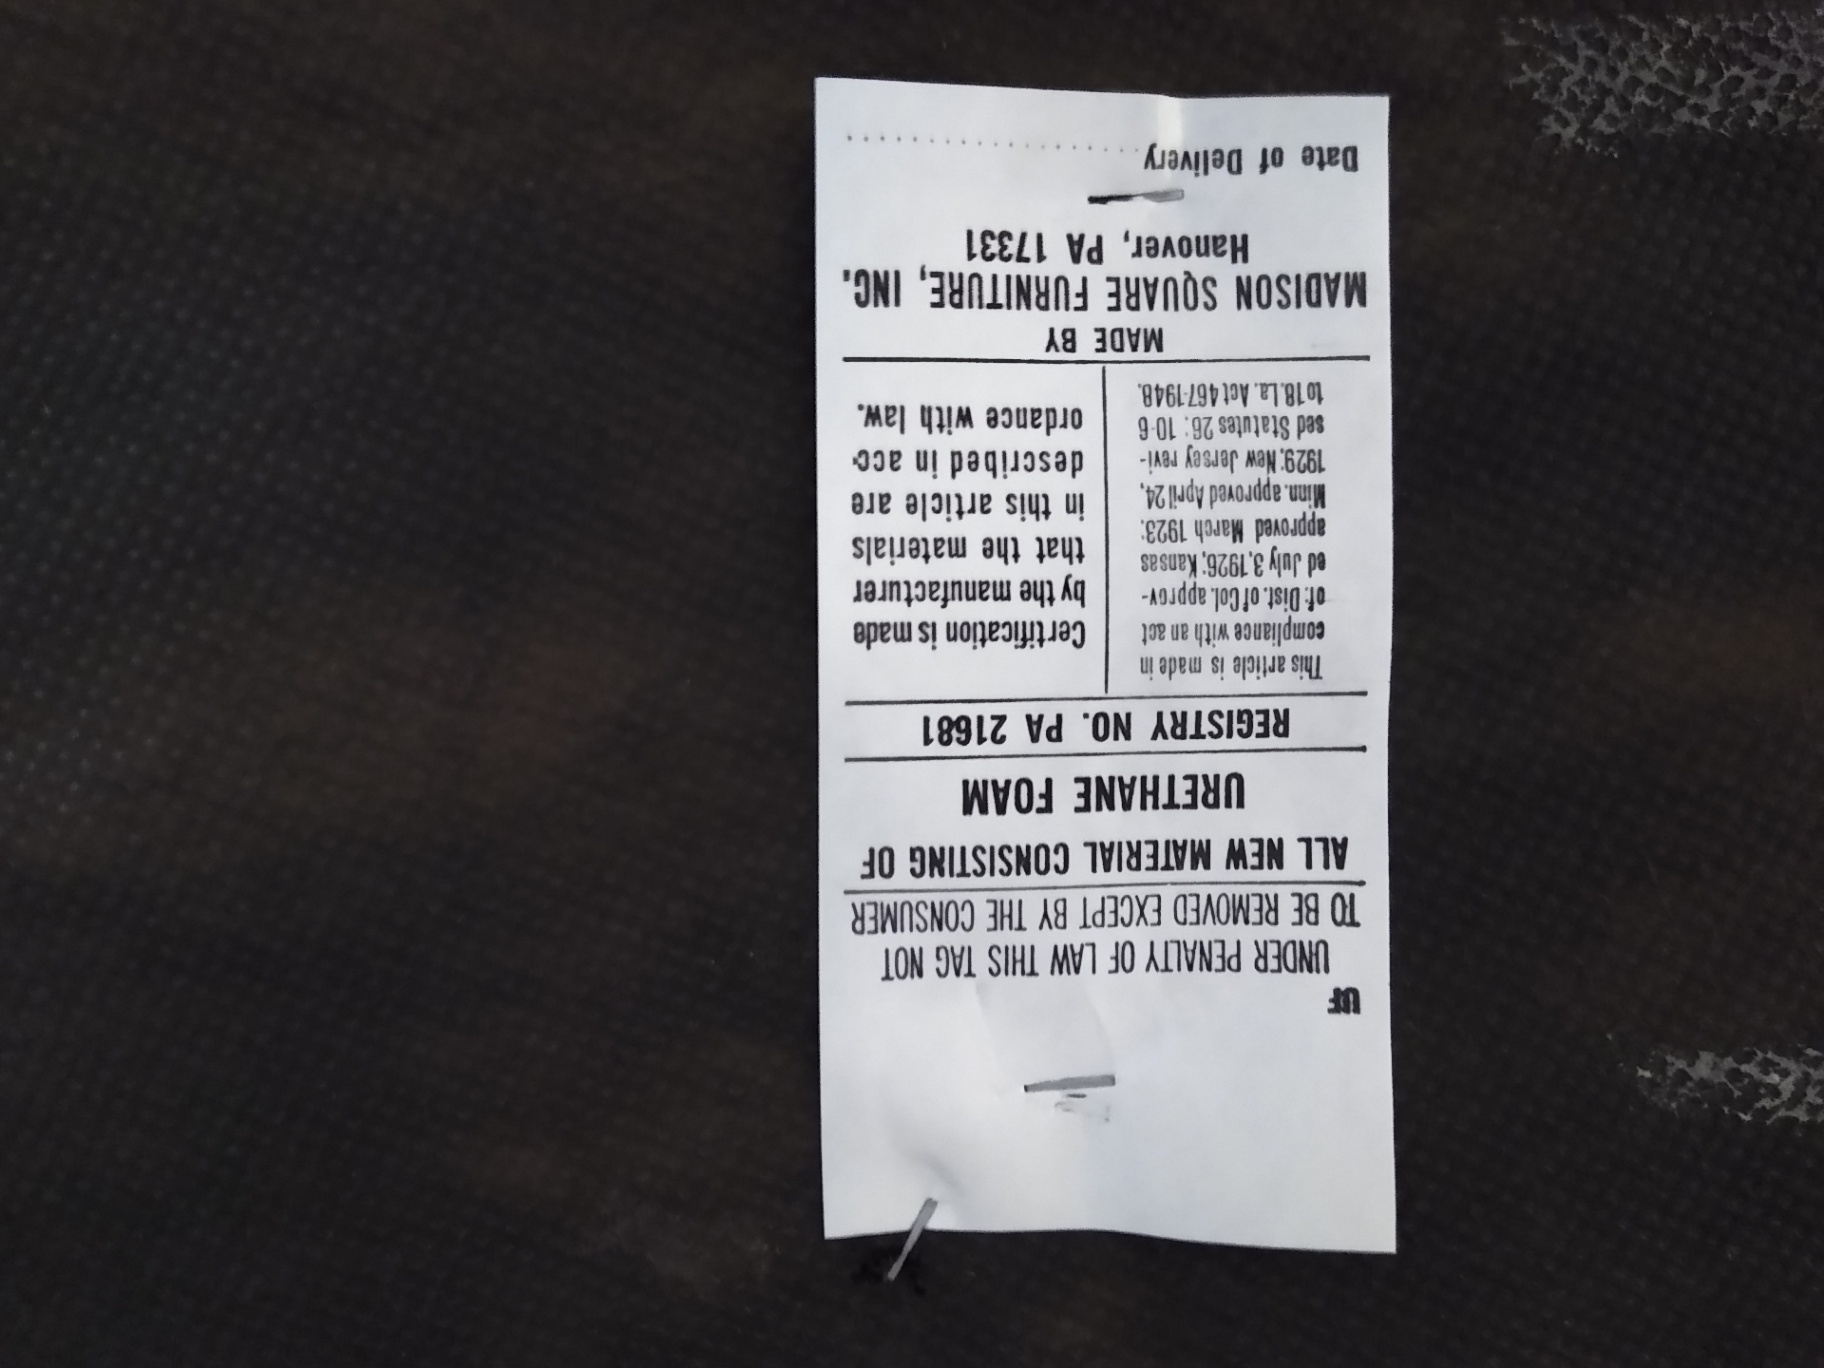 UF
UNDER PENALTY OF LAW THIS TAG NOT
TO BE REMOVED EXCEPT BY THE CONSUMER
ALL NEW MATERIAL CONSISTING OF
URETHANE FOAM
REGISTRY NO. PA 21681
This article is made in
compliance with an act
of: Dist. of Col. approv-
ed July 3, 1926; Kansas
approved March 1923;
Minn. approved April 24,
1929; New Jersey revi-
sed Statutes 26: 10-6
to 18. La. Act 467-1948.
Certification is made
by the manufacturer
that the materials
in this article are
described in acc-
ordance with law.
MADE BY
MADISON SQUARE FURNITURE, INC.
Hanover, PA 17331
Date of Delivery ....................